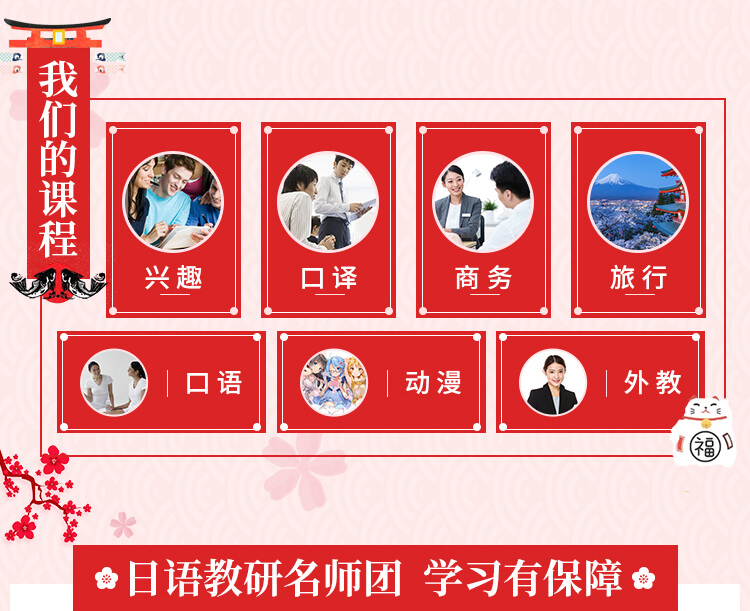 我们的课程
兴趣
口译
商务
旅行
口语
动漫
外教
福
日语教研名师团 学习有保障